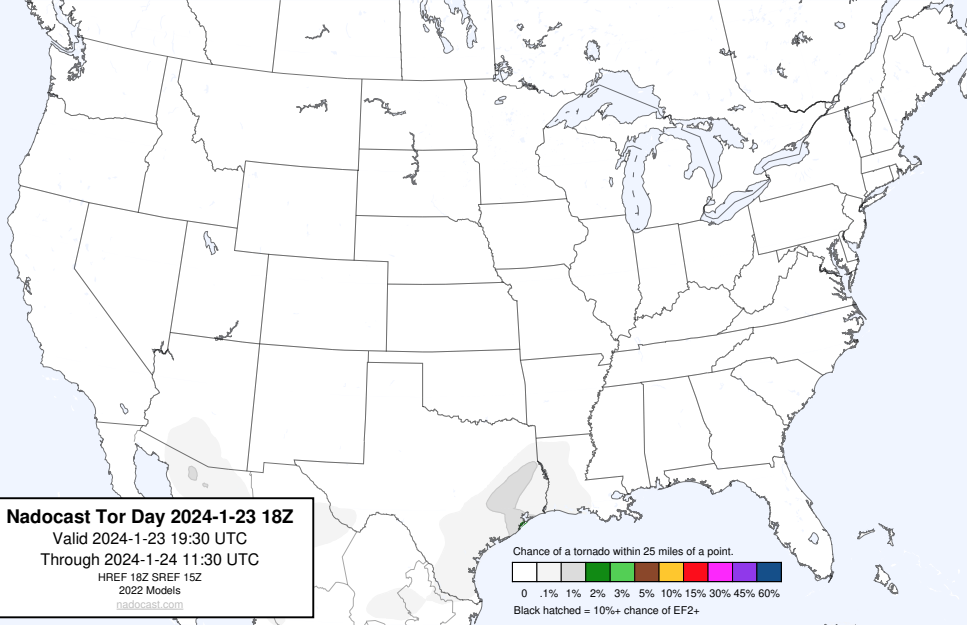 Nadocast Tor Day 2024-1-23 18Z
Valid 2024-1-23 19:30 UTC
Through 2024-1-24 11:30 UTC
HREF 18Z SREF 15Z
2022 Models
nadocast.com
Chance of a tornado within 25 miles of a point.
0 .1% 1% 2% 3% 5% 10% 15% 30% 45% 60%
Black hatched = 10%+ chance of EF2+